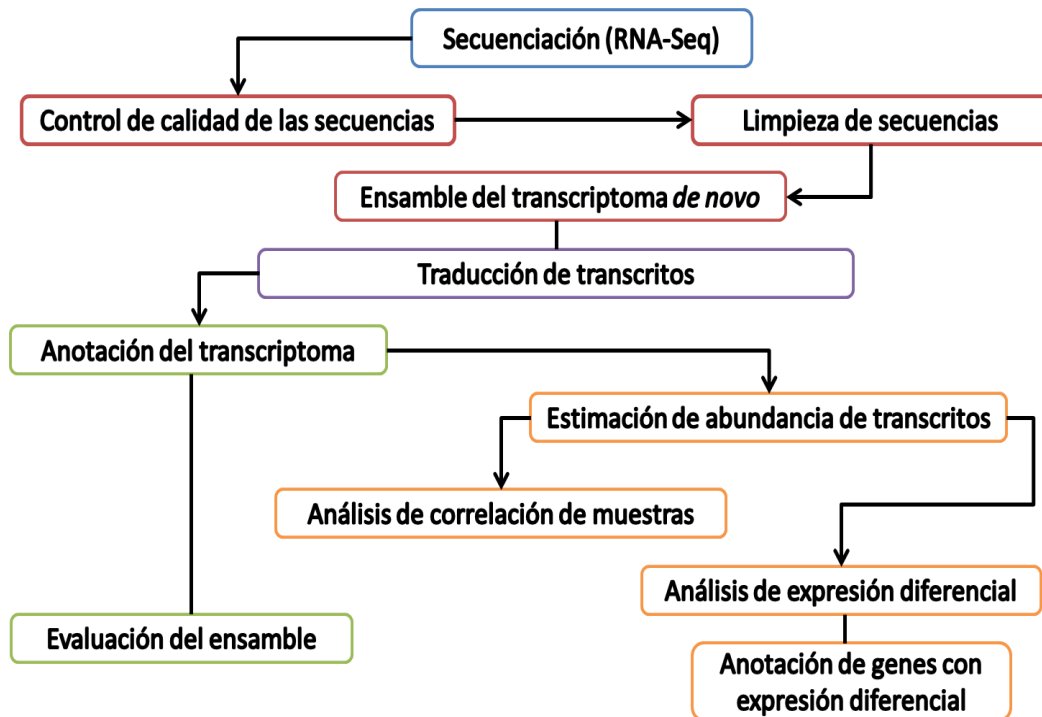 Secuenciación (RNA-Seq)
Control de calidad de las secuencias
Limpieza de secuencias
Ensamble del transcriptoma de novo
Traducción de transcritos
Anotación del transcriptoma
Estimación de abundancia de transcritos
Análisis de correlación de muestras
Análisis de expresión diferencial
Evaluación del ensamble
Anotación de genes con
expresión diferencial